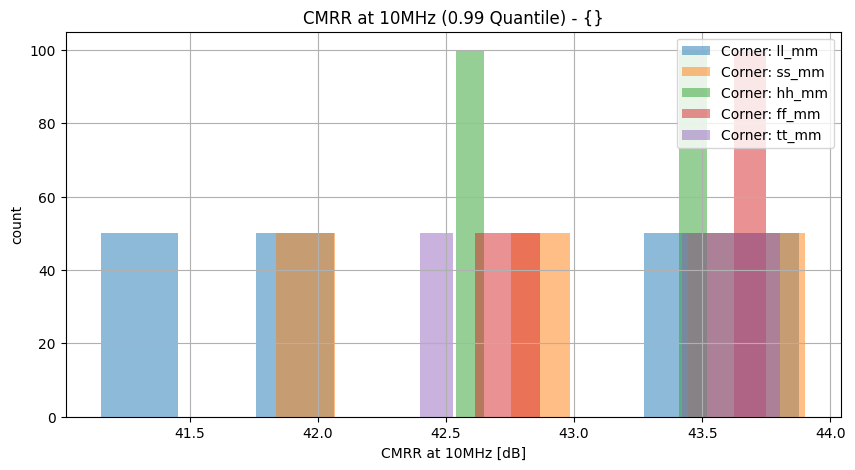 CMRR at 10MHz (0.99 Quantile) - {}
Corner: ll_mm
Corner: ss_mm
Corner: hh_mm
Corner: ff_mm
Corner: tt_mm
count
100
80
60
40
20
0
41.5 42.0 42.5 43.0 43.5 44.0
CMRR at 10MHz [dB]